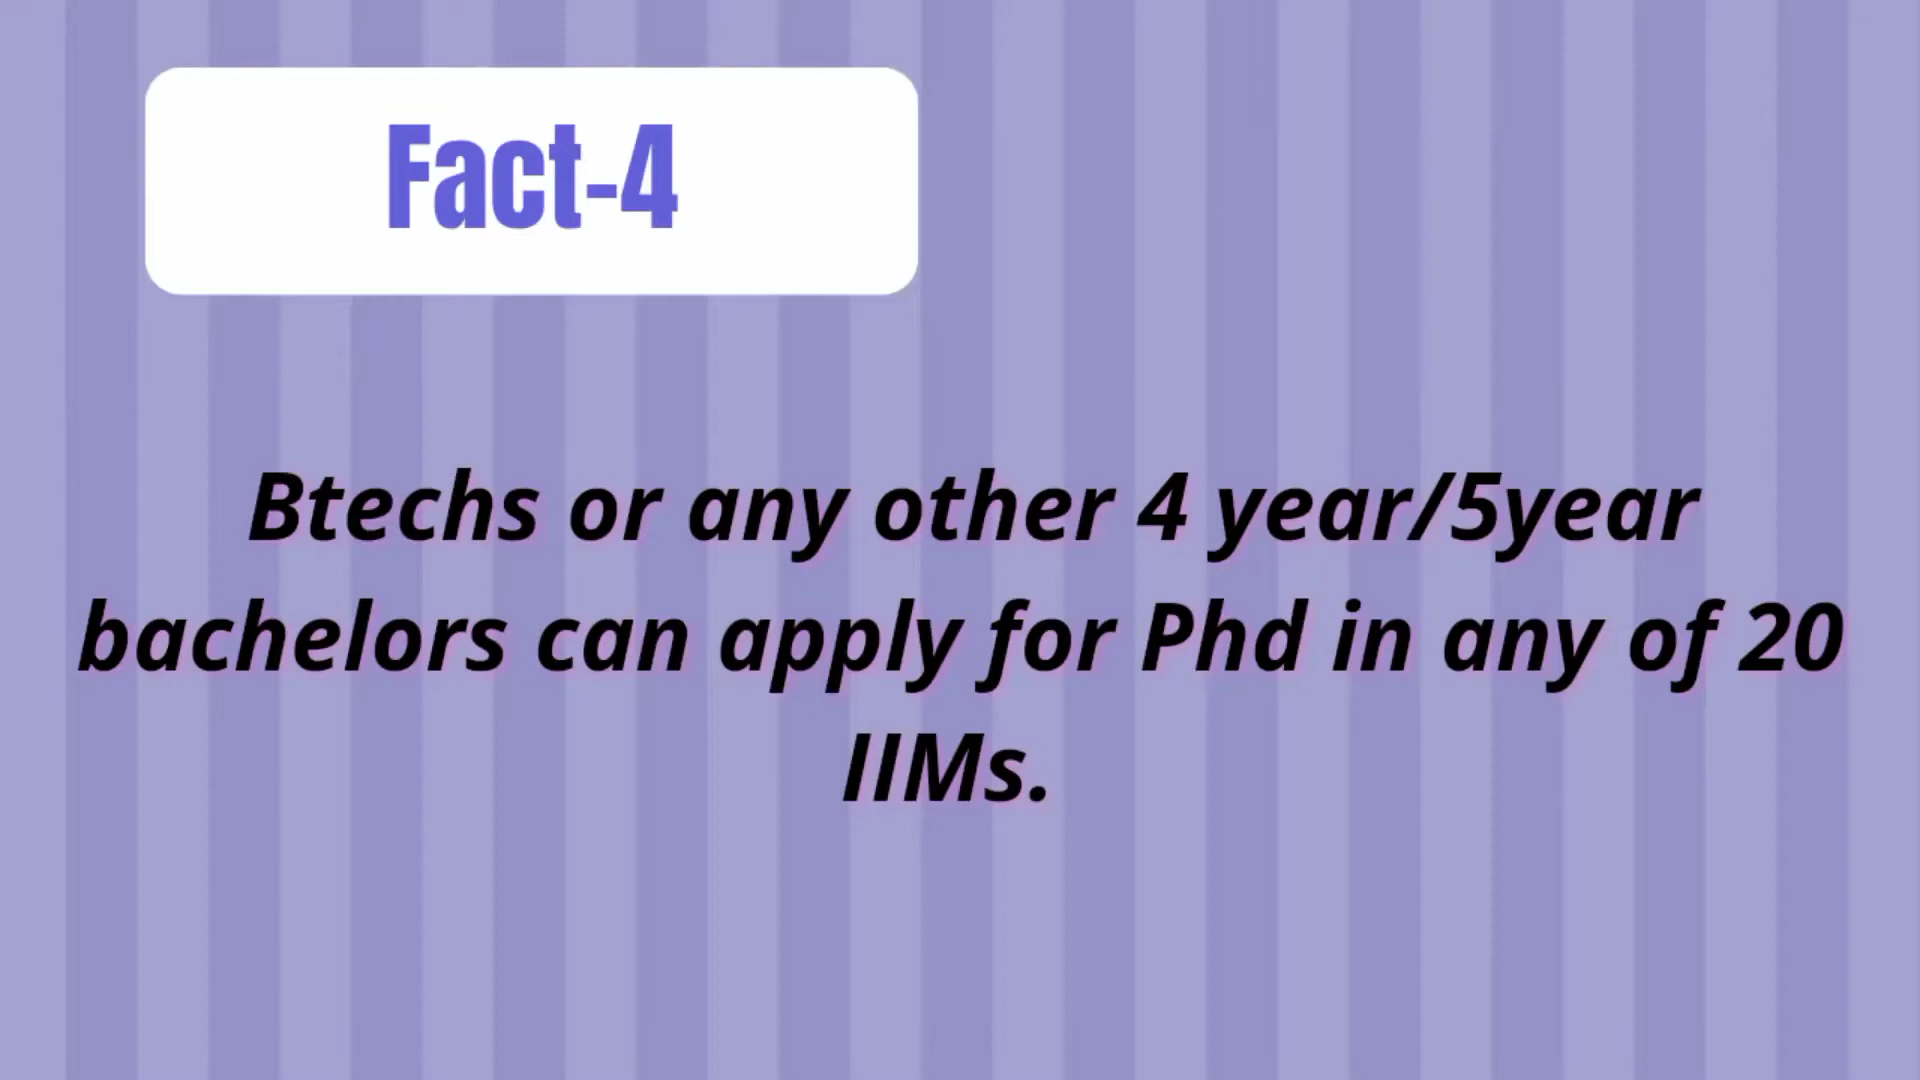 Fact-4
Btechs or any other 4 year/5year
bachelors can apply for Phd in any of 20
IIMs.